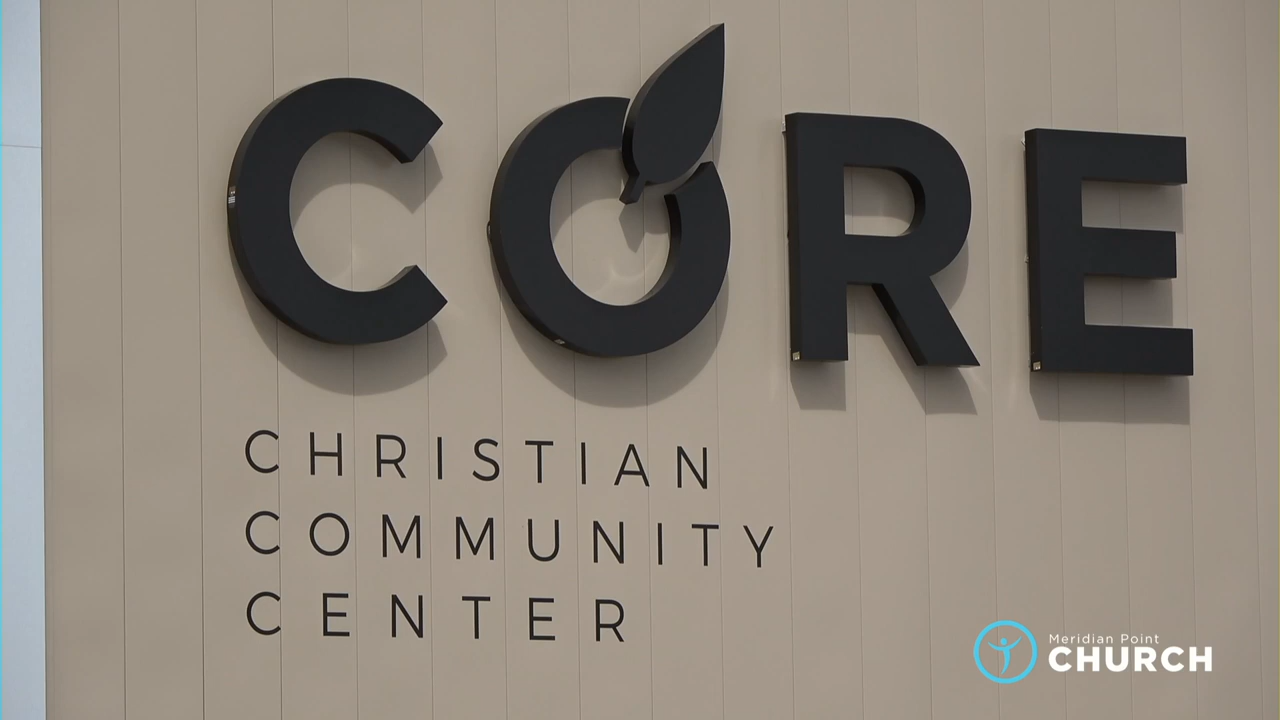 CORE
CHRISTIAN
COMMUNITY
CENTER
Meridian Point
CHURCH